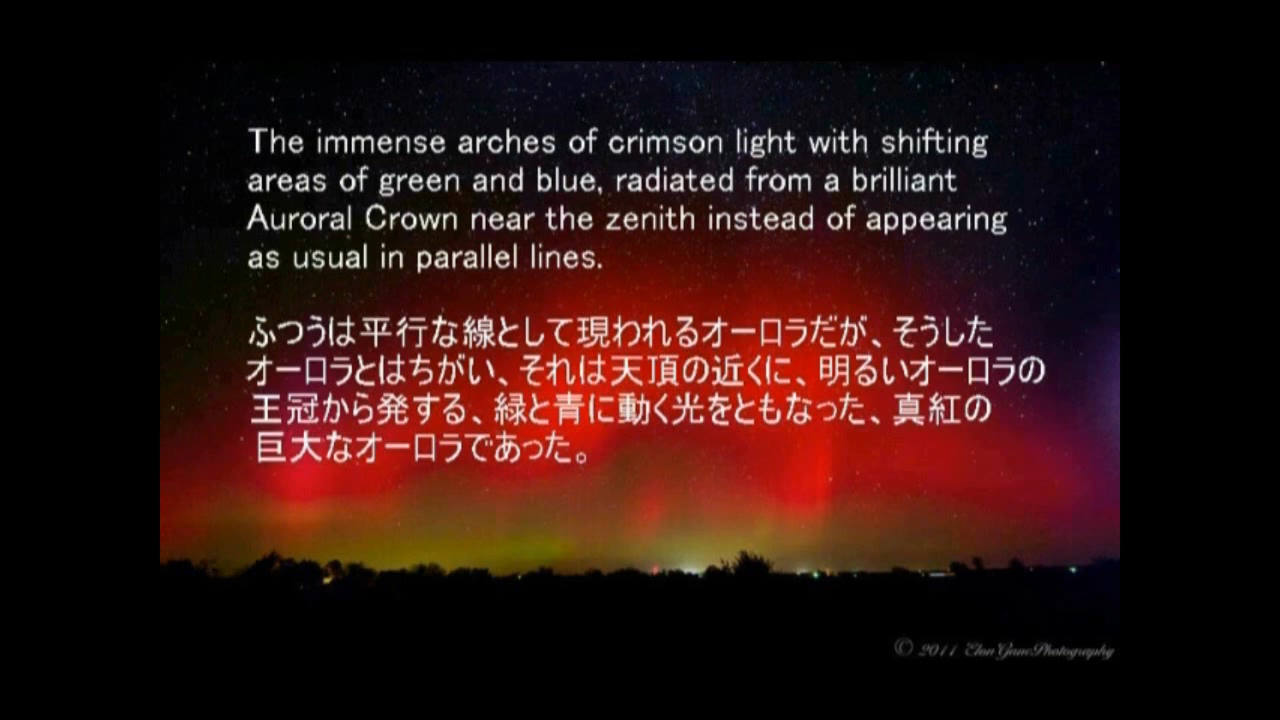 The immense arches of crimson light with shifting
areas of green and blue, radiated from a brilliant
Auroral Crown near the zenith instead of appearing
as usual in parallel lines.
ふつうは平行な線として現われるオーロラだが、そうした
オーロラとはちがい、それは天頂の近くに、明るいオーロラの
王冠から発する、緑と青に動く光をともなった、真紅の
巨大なオーロラであった。
© 2011